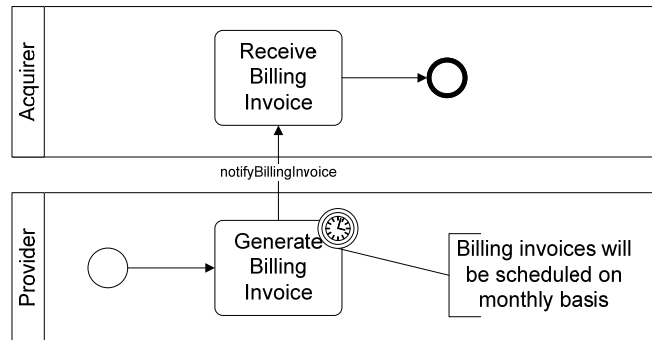 Acquirer
Receive
Billing
Invoice
notifyBillingInvoice
Provider
Generate
Billing
Invoice
Billing invoices will
be scheduled on
monthly basis